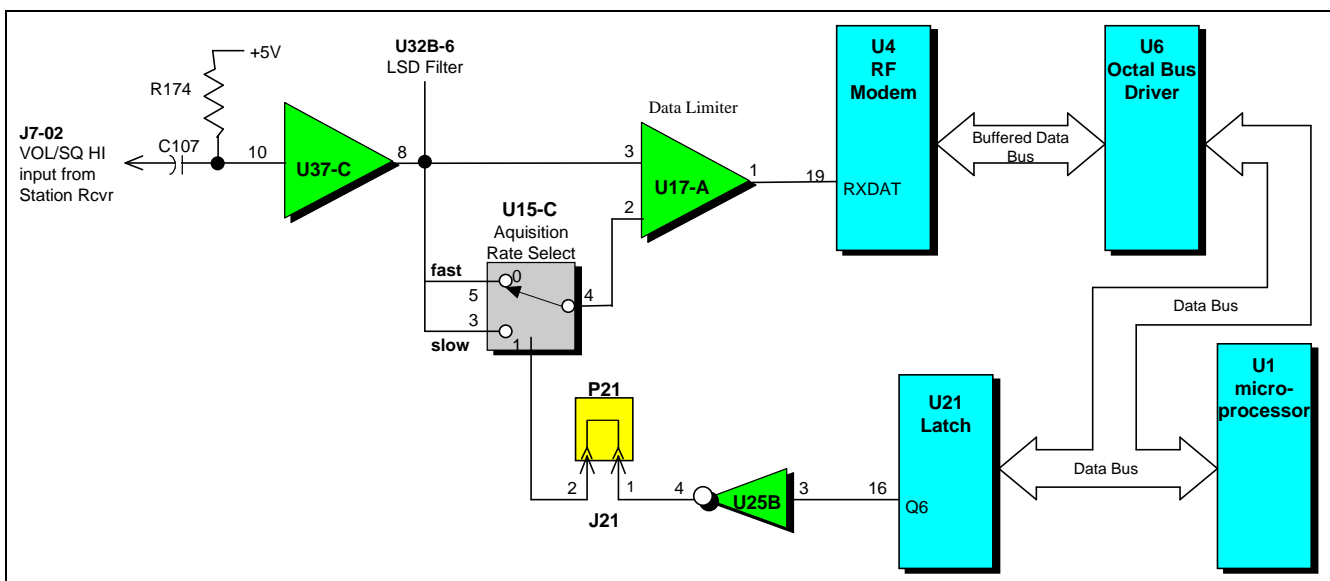 +5V
R174
J7-02
VOL/SQ HI
input from
Station Rcvr
C107
10
U37-C
8
U32B-6
LSD Filter
Data Limiter
3
2
U17-A
1
19
U4
RF
Modem
RXDAT
Buffered Data
Bus
U6
Octal Bus
Driver
U15-C
Aquisition
Rate Select
fast
0
5
4
3
1
slow
Data Bus
P21
2
1
J21
4
U25B
3
16
U21
Latch
Q6
Data Bus
U1
micro-
processor